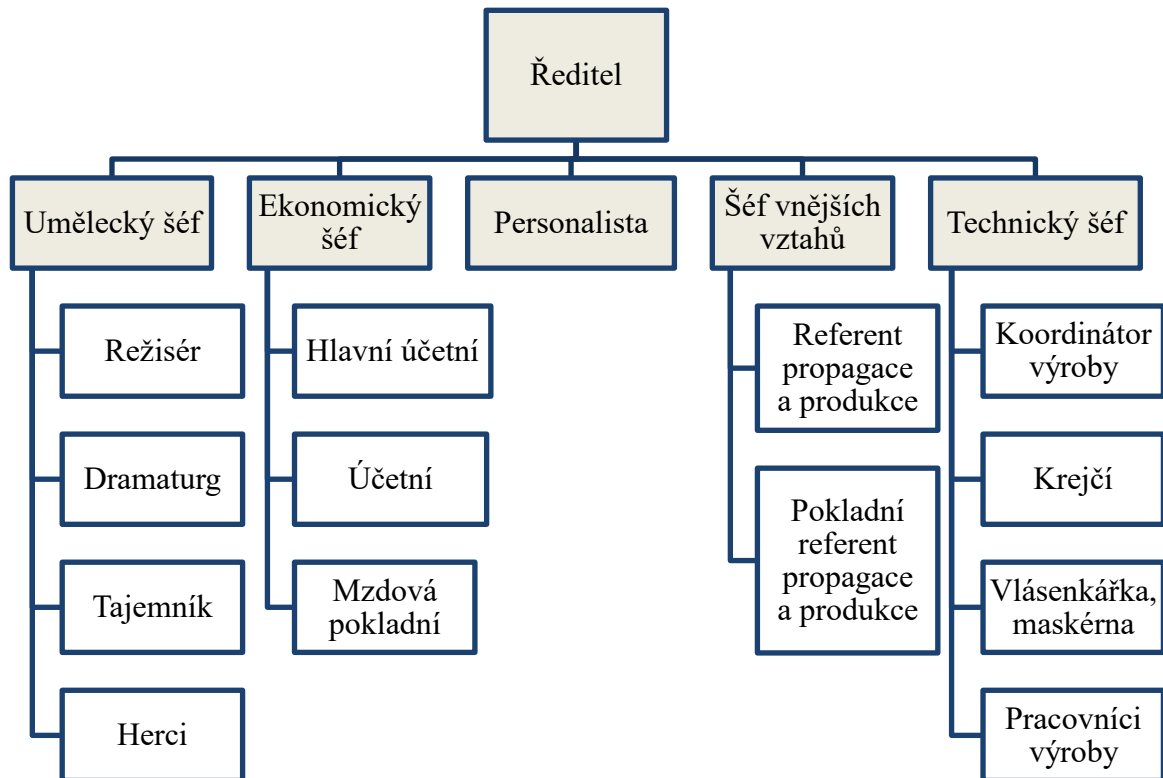 Ředitel
Umělecký šéf
Ekonomický
šéf
Personalista
Šéf vnějších
vztahů
Technický šéf
Režisér
Dramaturg
Tajemník
Herci
Hlavní účetní
Účetní
Mzdová
pokladní
Referent
propagace
a produkce
Pokladní
referent
propagace
a produkce
Koordinátor
výroby
Krejčí
Vlásenkářka,
maskérna
Pracovníci
výroby